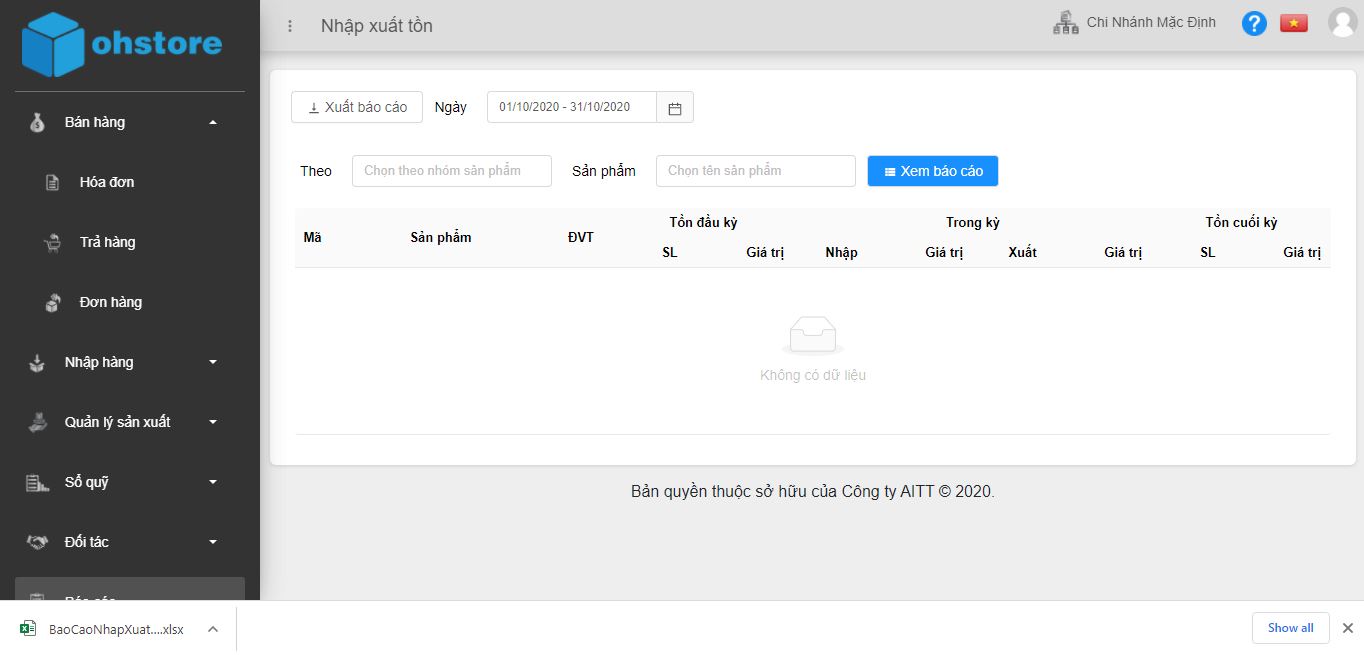 ohstore
Nhập xuất tồn
Chi Nhánh Mặc Định
?
Bán hàng
Hóa đơn
Trả hàng
Đơn hàng
Nhập hàng
Quản lý sản xuất
Sổ quỹ
Đối tác
Báo cáo
Xuất báo cáo
Ngày
01/10/2020 - 31/10/2020
Theo
Chọn theo nhóm sản phẩm
Sản phẩm
Chọn tên sản phẩm
Xem báo cáo
Mã
Sản phẩm
ĐVT
Tồn đầu kỳ
Trong kỳ
Tồn cuối kỳ
SL
Giá trị
Nhập
Giá trị
Xuất
Giá trị
SL
Giá trị
Không có dữ liệu
Bản quyền thuộc sở hữu của Công ty AITT © 2020.
BaoCaoNhapXuat....xlsx
Show all